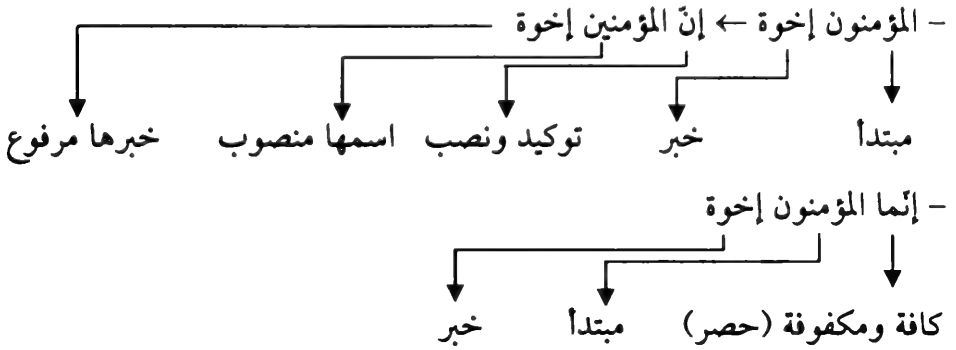 - المؤمنون إخوة ← إنّ المؤمنين إخوة
مبتدأ خبر توكيد ونصب اسمها منصوب خبرها مرفوع
- إنّما المؤمنون إخوة
كافة ومكفوفة (حصر) مبتدأ خبر